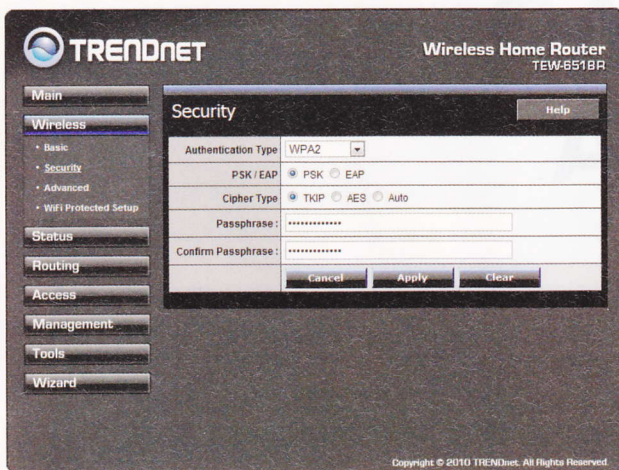 TRENDNET
Wireless Home Router
TEW-651BR
Main
Wireless
• Basic
• Security
• Advanced
• WiFi Protected Setup
Status
Routing
Access
Management
Tools
Wizard
Security
Help
Authentication Type WPA2
PSK / EAP PSK EAP
Cipher Type TKIP AES Auto
Passphrase : •••••••••••••
Confirm Passphrase : •••••••••••••
Cancel Apply Clear
Copyright © 2010 TRENDnet. All Rights Reserved.